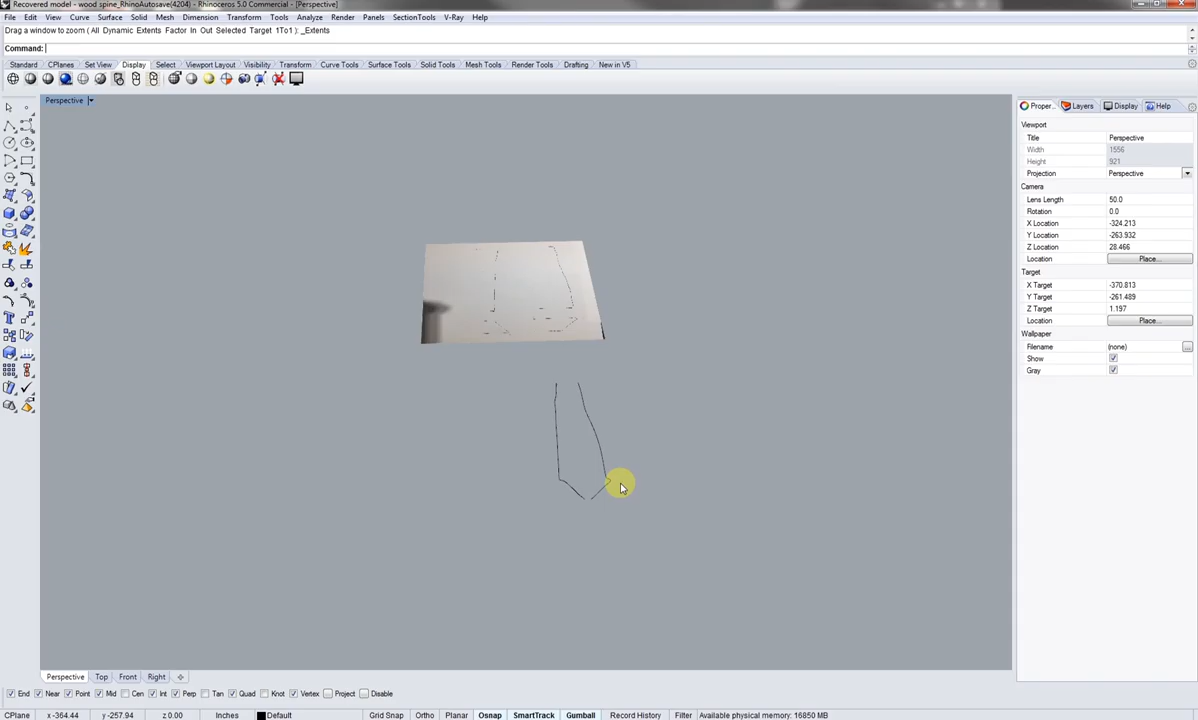 Recovered model - wood spine_RhinoAutosave(4204) - Rhinoceros 5.0 Commercial - [Perspective]
File Edit View Curve Surface Solid Mesh Dimension Transform Tools Analyze Render Panels SectionTools V-Ray Help
Drag a window to zoom ( All Dynamic Extents Factor In Out Selected Target 1To1 ): _Extents
Command:
Standard CPlanes Set View Display Select Viewport Layout Visibility Transform Curve Tools Surface Tools Solid Tools Mesh Tools Render Tools Drafting New in V5
Perspective
Proper... Layers Display Help
Viewport
Title Perspective
Width 1556
Height 921
Projection Perspective
Camera
Lens Length 50.0
Rotation 0.0
X Location -324.213
Y Location -263.932
Z Location 28.466
Location Place...
Target
X Target -370.813
Y Target -261.489
Z Target 1.197
Location Place...
Wallpaper
Filename (none) ...
Show
Gray
Perspective Top Front Right
End Near Point Mid Cen Int Perp Tan Quad Knot Vertex Project Disable
CPlane x -364.44 y -257.94 z 0.00 Inches Default Grid Snap Ortho Planar Osnap SmartTrack Gumball Record History Filter Available physical memory: 16850 MB